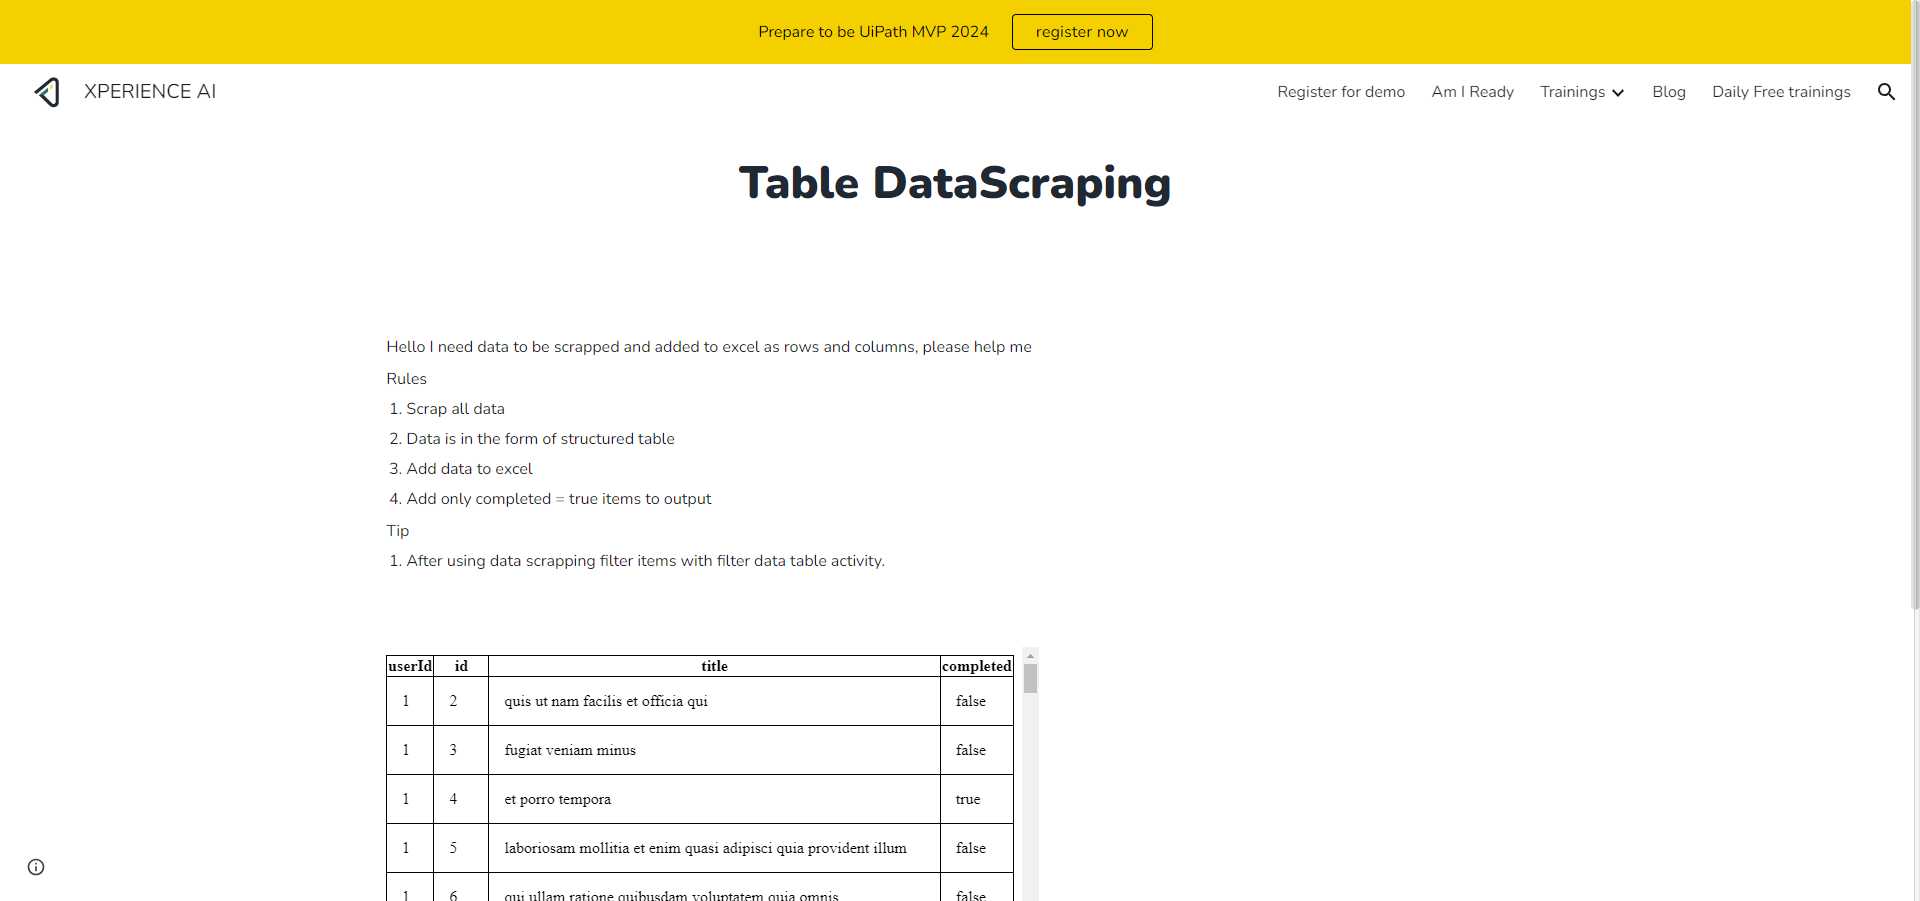 Prepare to be UiPath MVP 2024 register now
XPERIENCE AI Register for demo Am I Ready Trainings Blog Daily Free trainings
Table DataScraping
Hello I need data to be scrapped and added to excel as rows and columns, please help me
Rules
1. Scrap all data
2. Data is in the form of structured table
3. Add data to excel
4. Add only completed = true items to output
Tip
1. After using data scrapping filter items with filter data table activity.
userId id title completed
1 2 quis ut nam facilis et officia qui false
1 3 fugiat veniam minus false
1 4 et porro tempora true
1 5 laboriosam mollitia et enim quasi adipisci quia provident illum false
1 6 qui ullam ratione quibusdam voluptatem quia omnis false